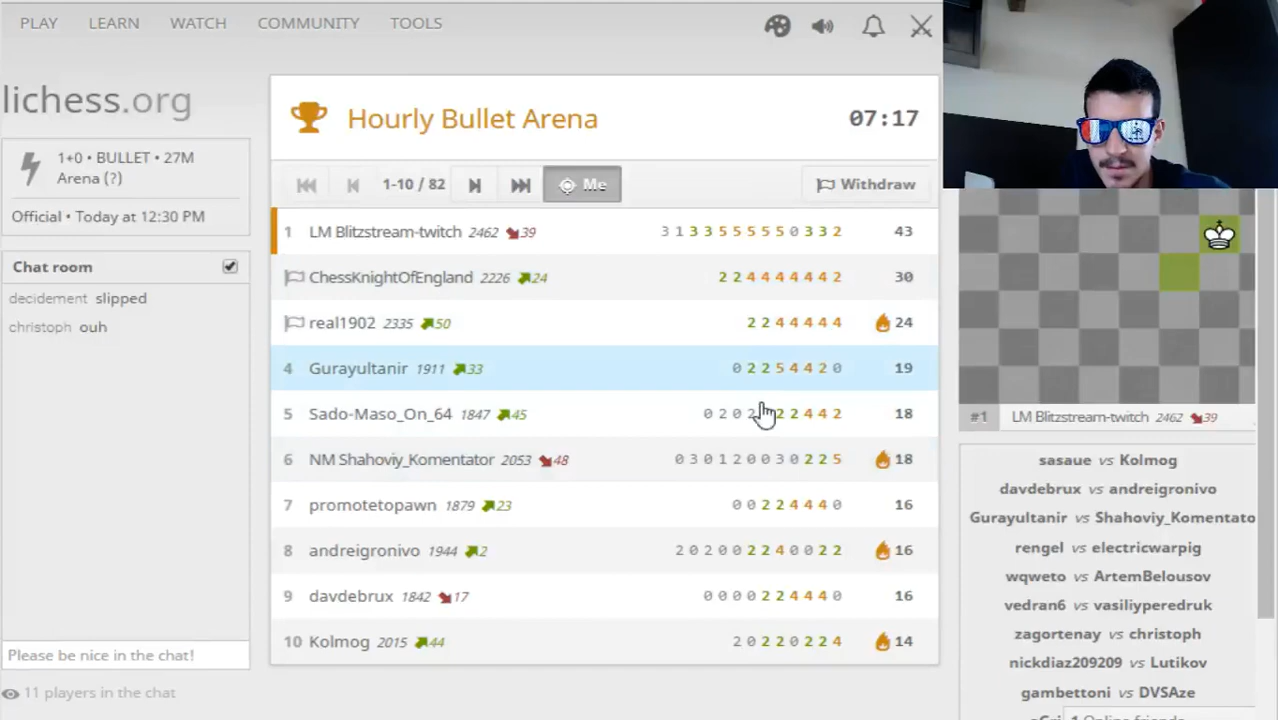 PLAY LEARN WATCH COMMUNITY TOOLS
lichess.org
1+0 • BULLET • 27M
Arena (?)
Official • Today at 12:30 PM
Chat room
decidement slipped
christoph ouh
Please be nice in the chat!
11 players in the chat
Hourly Bullet Arena 07:17
1-10 / 82 Me Withdraw
1 LM Blitzstream-twitch 2462 39 3 1 3 3 5 5 5 5 5 0 3 3 2 43
ChessKnightOfEngland 2226 24 2 2 4 4 4 4 4 4 2 30
real1902 2335 50 2 2 4 4 4 4 4 24
4 Gurayultanir 1911 33 0 2 2 5 4 4 2 0 19
5 Sado-Maso_On_64 1847 45 0 2 0 2 2 2 4 4 2 18
6 NM Shahoviy_Komentator 2053 48 0 3 0 1 2 0 0 3 0 2 2 5 18
7 promotetopawn 1879 23 0 0 2 2 4 4 4 0 16
8 andreigronivo 1944 2 2 0 2 0 0 2 2 4 0 0 2 2 16
9 davdebrux 1842 17 0 0 0 0 2 2 4 4 4 0 16
10 Kolmog 2015 44 2 0 2 2 0 2 2 4 14
#1 LM Blitzstream-twitch 2462 39
sasaue vs Kolmog
davdebrux vs andreigronivo
Gurayultanir vs Shahoviy_Komentato
rengel vs electricwarpig
wqweto vs ArtemBelousov
vedran6 vs vasiliyperedruk
zagortenay vs christoph
nickdiaz209209 vs Lutikov
gambettoni vs DVSAze
1 Online friends